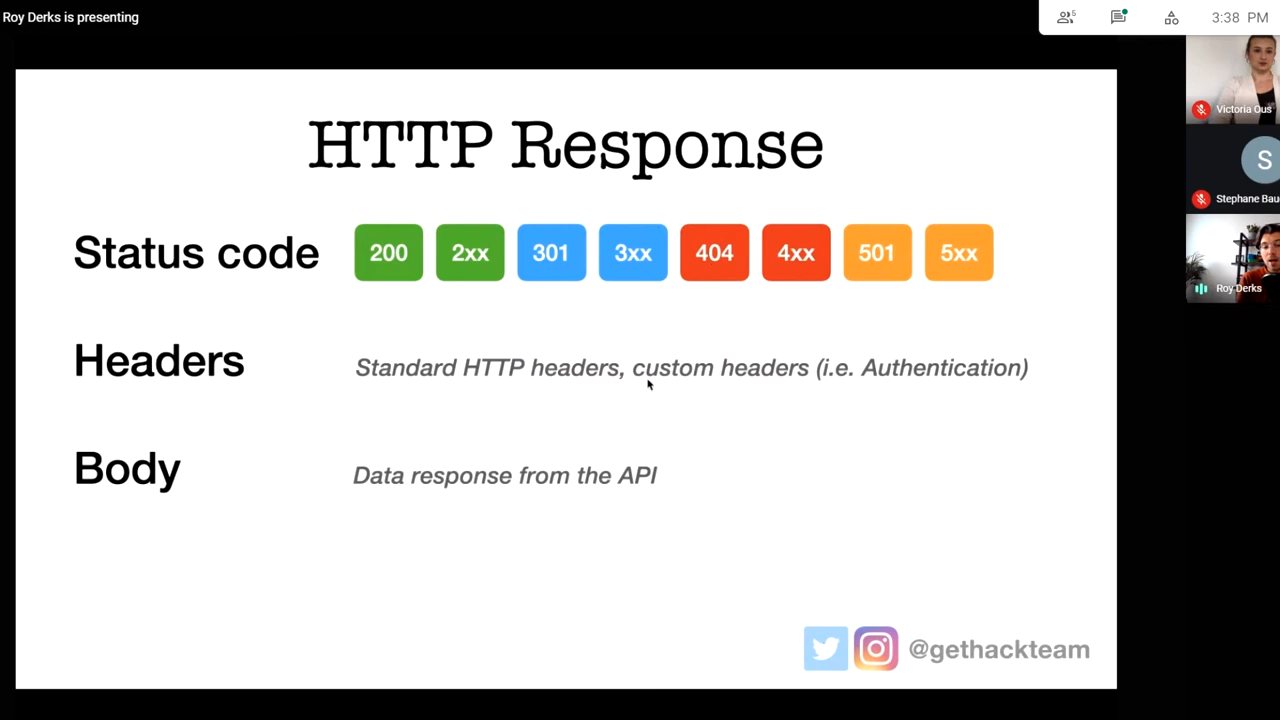 Roy Derks is presenting
5
3:38 PM
HTTP Response
Status code 200 2xx 301 3xx 404 4xx 501 5xx
Headers Standard HTTP headers, custom headers (i.e. Authentication)
Body Data response from the API
@gethackteam
Victoria Ous
S
Stephane Bau
Roy Derks